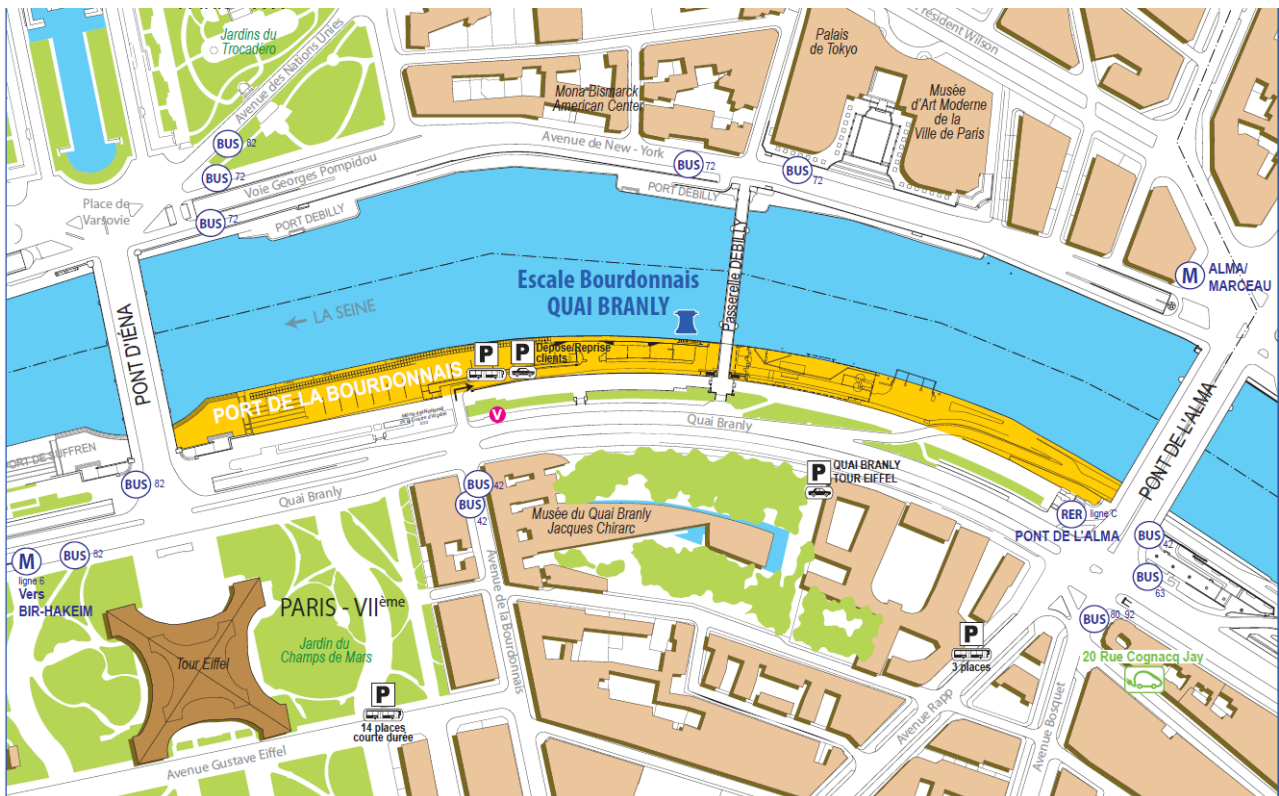 Jardins du
Trocadéro
Avenue des Nations Unies
BUS 82
BUS 72
Voie Georges Pompidou
Place de
Varsovie
BUS 72
PORT DEBILLY
Mona Bismarck
American Center
Avenue de New - York
BUS 72
PORT DEBILLY
Palais
de Tokyo
Président Wilson
Musée
d'Art Moderne
de la
Ville de Paris
BUS 72
M ALMA/
MARCEAU
Passerelle DEBILLY
Escale Bourdonnais
QUAI BRANLY
← LA SEINE
PONT D'IÉNA
P
P Dépose/Reprise
clients
PORT DE LA BOURDONNAIS
V
Quai Branly
PONT DE L'ALMA
PORT DE SUFFREN
BUS 82
Quai Branly
BUS 42
BUS
42
Musée du Quai Branly
Jacques Chirarc
P QUAI BRANLY
TOUR EIFFEL
RER ligne C
PONT DE L'ALMA
BUS
42
BUS
63
BUS 80, 92
20 Rue Cognacq Jay
M
ligne 6
Vers
BIR-HAKEIM
BUS 82
PARIS - VIIème
Jardin du
Champs de Mars
Tour Eiffel
Avenue de la Bourdonnais
P
14 places
courte durée
Avenue Gustave Eiffel
P
3 places
Avenue Rapp
Avenue Bosquet